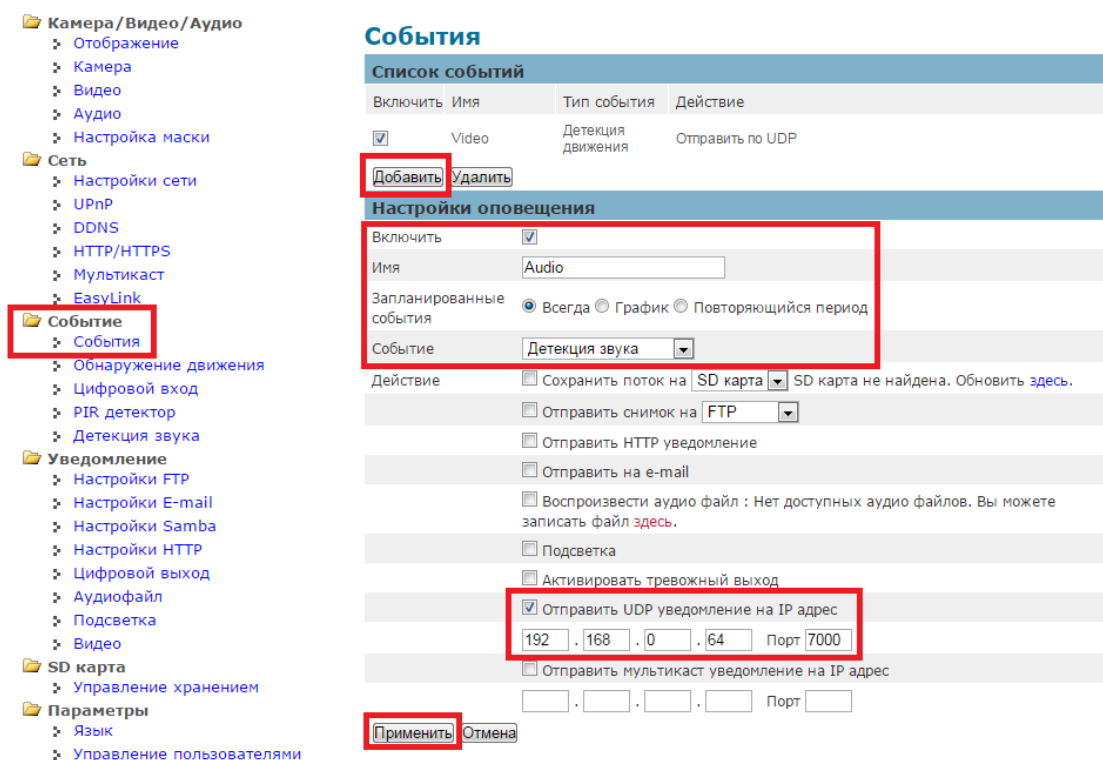 Камера/Видео/Аудио
Отображение
Камера
Видео
Аудио
Настройка маски
Сеть
Настройки сети
UPnP
DDNS
HTTP/HTTPS
Мультикаст
EasyLink
Событие
События
Обнаружение движения
Цифровой вход
PIR детектор
Детекция звука
Уведомление
Настройки FTP
Настройки E-mail
Настройки Samba
Настройки HTTP
Цифровой выход
Аудиофайл
Подсветка
Видео
SD карта
Управление хранением
Параметры
Язык
Управление пользователями
События
Список событий
Включить Имя Тип события Действие
Video Детекция движения Отправить по UDP
Добавить Удалить
Настройки оповещения
Включить
Имя Audio
Запланированные события Всегда График Повторяющийся период
Событие Детекция звука
Действие Сохранить поток на SD карта SD карта не найдена. Обновить здесь.
Отправить снимок на FTP
Отправить HTTP уведомление
Отправить на e-mail
Воспроизвести аудио файл : Нет доступных аудио файлов. Вы можете
записать файл здесь.
Подсветка
Активировать тревожный выход
Отправить UDP уведомление на IP адрес
192 . 168 . 0 . 64 Порт 7000
Отправить мультикаст уведомление на IP адрес
. . . Порт
Применить Отмена